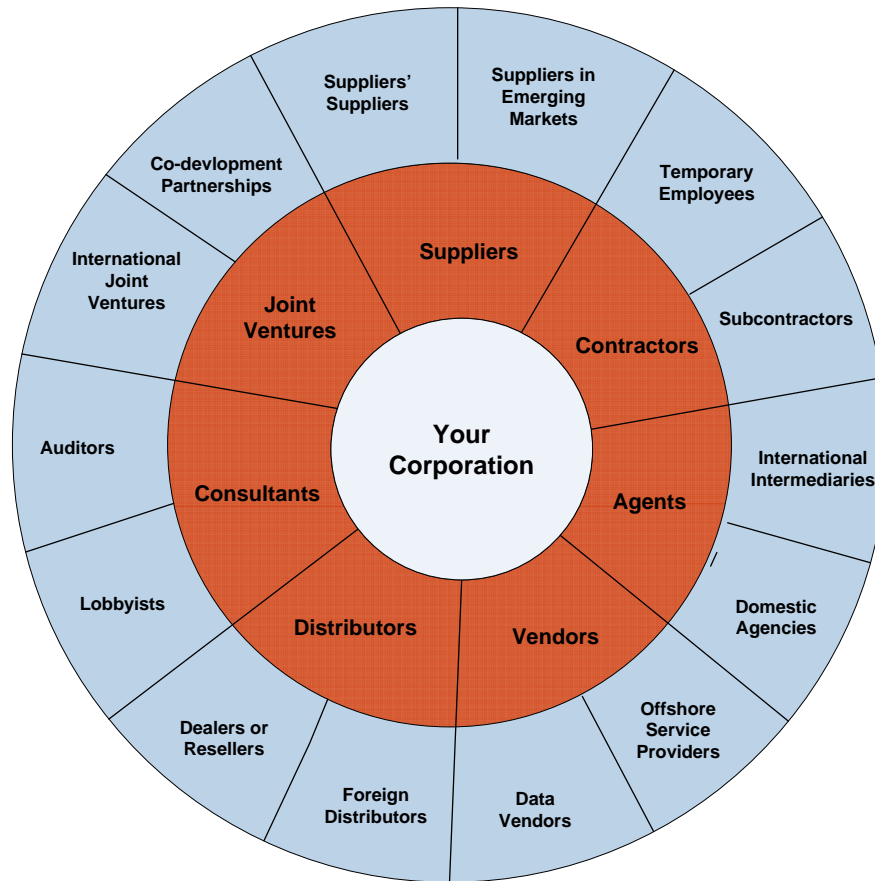 Suppliers’
Suppliers
Suppliers in
Emerging
Markets
Co-devlopment
Partnerships
Temporary
Employees
International
Joint
Ventures
Suppliers
Joint
Ventures
Contractors
Subcontractors
Auditors
Your
Corporation
Consultants
Agents
International
Intermediaries
Lobbyists
Distributors
Vendors
Domestic
Agencies
Dealers or
Resellers
Offshore
Service
Providers
Foreign
Distributors
Data
Vendors